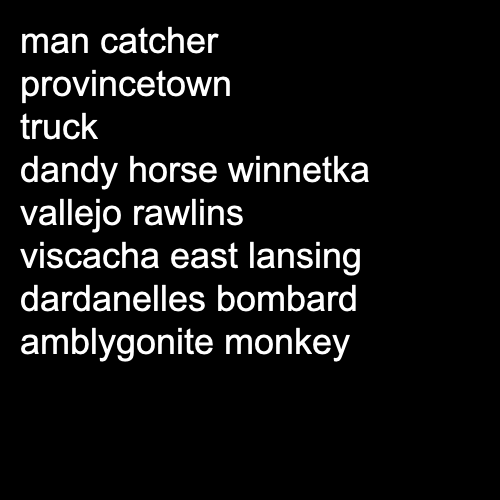 man catcher
provincetown
truck
dandy horse winnetka
vallejo rawlins
viscacha east lansing
dardanelles bombard
amblygonite monkey